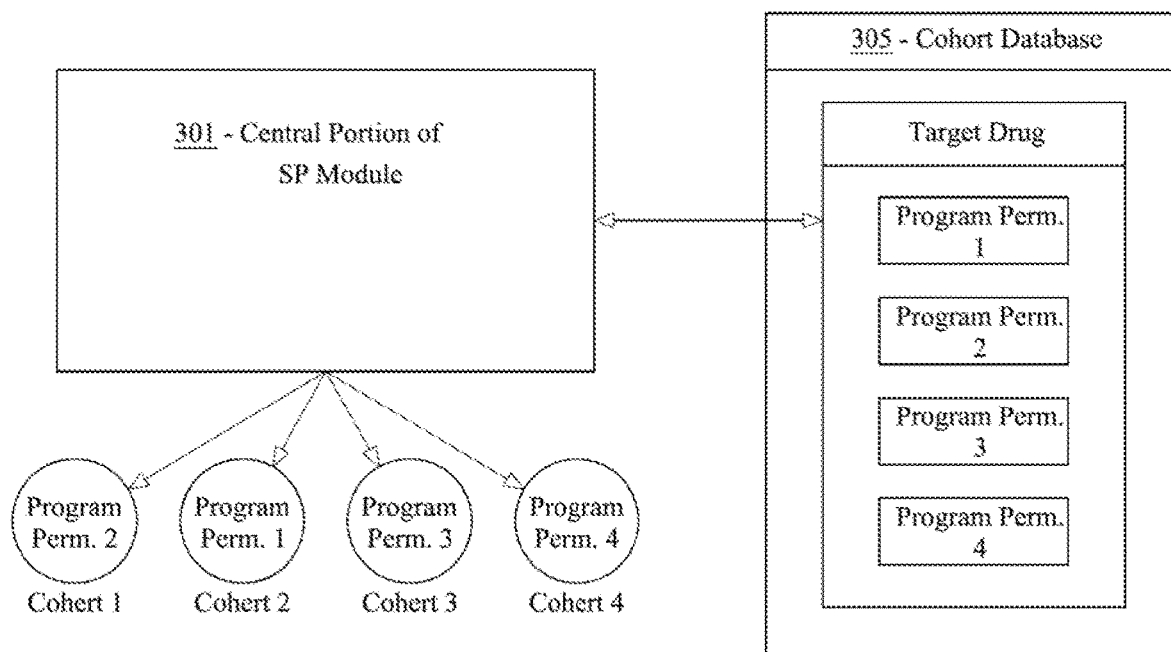 301 - Central Portion of
SP Module
305 - Cohort Database
Target Drug
Program Perm.
1
Program Perm.
2
Program Perm.
3
Program Perm.
4
Program
Perm. 2
Program
Perm. 1
Program
Perm. 3
Program
Perm. 4
Cohert 1
Cohert 2
Cohert 3
Cohert 4